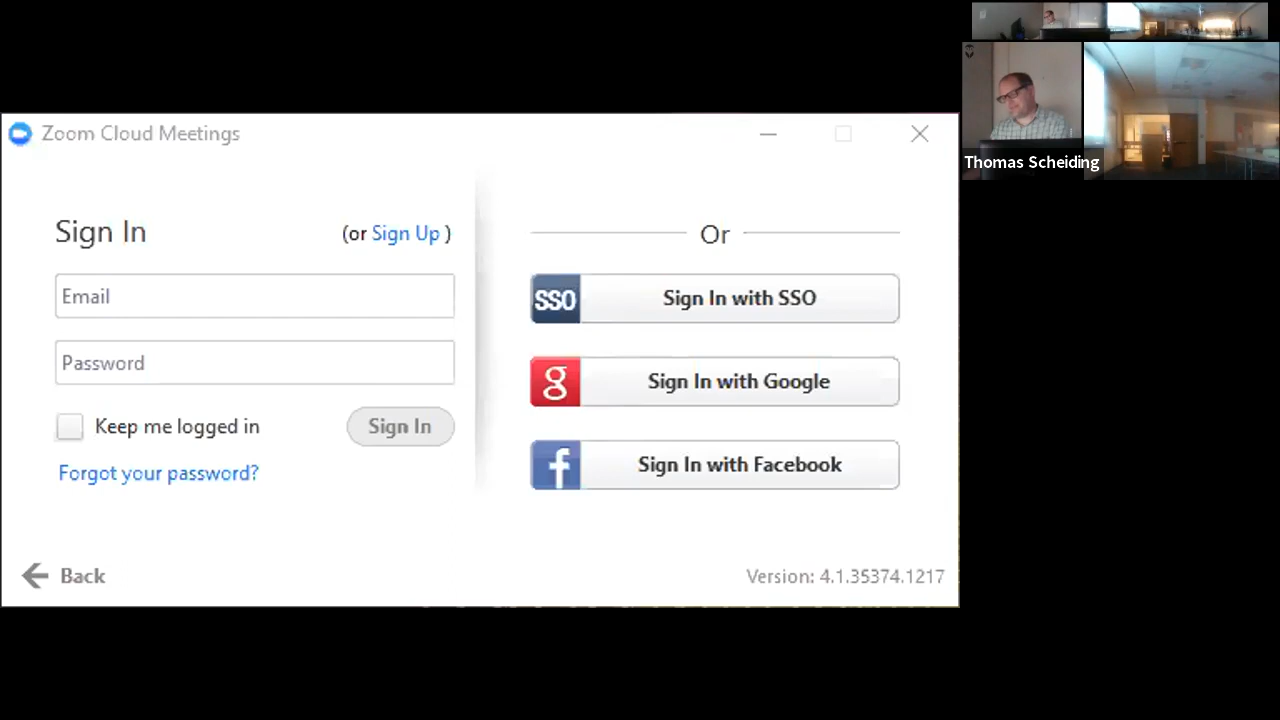 Zoom Cloud Meetings
Sign In (or Sign Up )
Email
Password
Keep me logged in Sign In
Forgot your password?
Or
SSO Sign In with SSO
g Sign In with Google
f Sign In with Facebook
Back
Version: 4.1.35374.1217
Thomas Scheiding